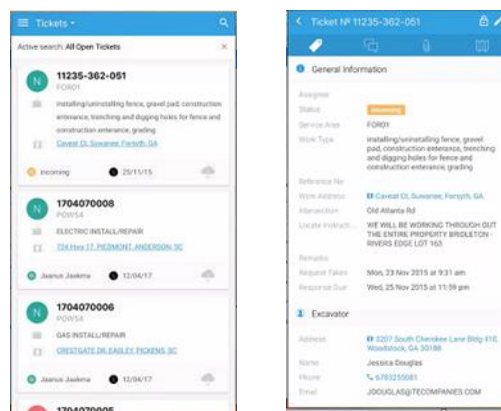 Tickets
Active search: All Open Tickets
N
11235-362-051
FORD1
installing/uninstalling fence, gravel pad, construction
enterance, trenching and digging holes for fence and
construction enterance, grading
Caveat Ct, Suwanee, Forsyth, GA
incoming
25/11/15
N
1704070008
POWS4
ELECTRIC INSTALL/REPAIR
724 Hwy 17, PIEDMONT, ANDERSON, SC
Jaanus Jaakma
12/04/17
N
1704070006
POWS4
GAS INSTALL/REPAIR
CRESTGATE DR, EASLEY, PICKENS, SC
Jaanus Jaakma
12/04/17
1704070005
Ticket Nº 11235-362-051
General Information
Assignee
Status
incoming
Service Area
FORD1
Work Type
installing/uninstalling fence, gravel
pad, construction enterance, trenching
and digging holes for fence and
construction enterance, grading
Reference No
Work Address
Caveat Ct, Suwanee, Forsyth, GA
Intersection
Old Atlanta Rd
Locate Instructi...
WE WILL BE WORKING THROUGH OUT
THE ENTIRE PROPERTY BRIDLETON -
RIVERS EDGE LOT 163
Remarks
Request Taken
Mon, 23 Nov 2015 at 9:31 am
Response Due
Wed, 25 Nov 2015 at 11:59 pm
Excavator
Address
3207 South Cherokee Lane Bldg 410,
Woodstock, GA 30188
Name
Jessica Douglas
Phone
6783255081
Email
JDOUGLAS@TECOMPANIES.COM